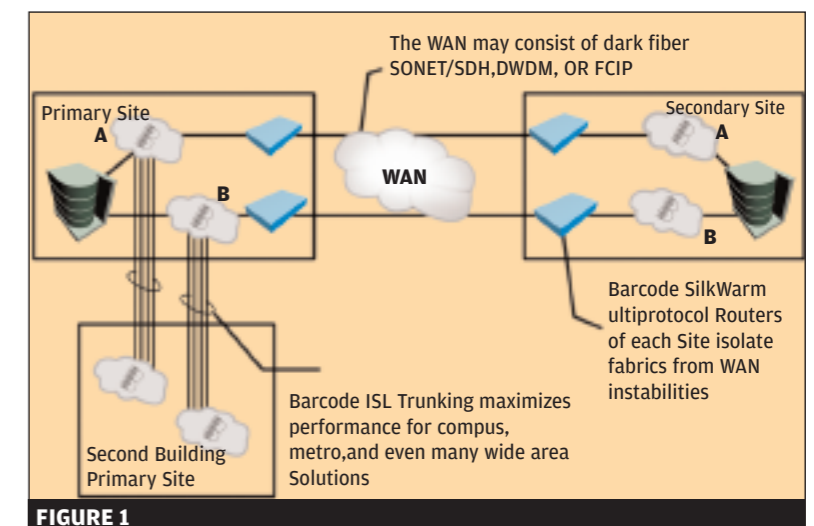 The WAN may consist of dark fiber
SONET/SDH,DWDM, OR FCIP
Primary Site
A
B
WAN
Secondary Site
A
B
Barcode SilkWarm
ultiprotocol Routers
of each Site isolate
fabrics from WAN
instabilities
Barcode ISL Trunking maximizes
performance for compus,
metro,and even many wide area
Solutions
Second Building
Primary Site
FIGURE 1